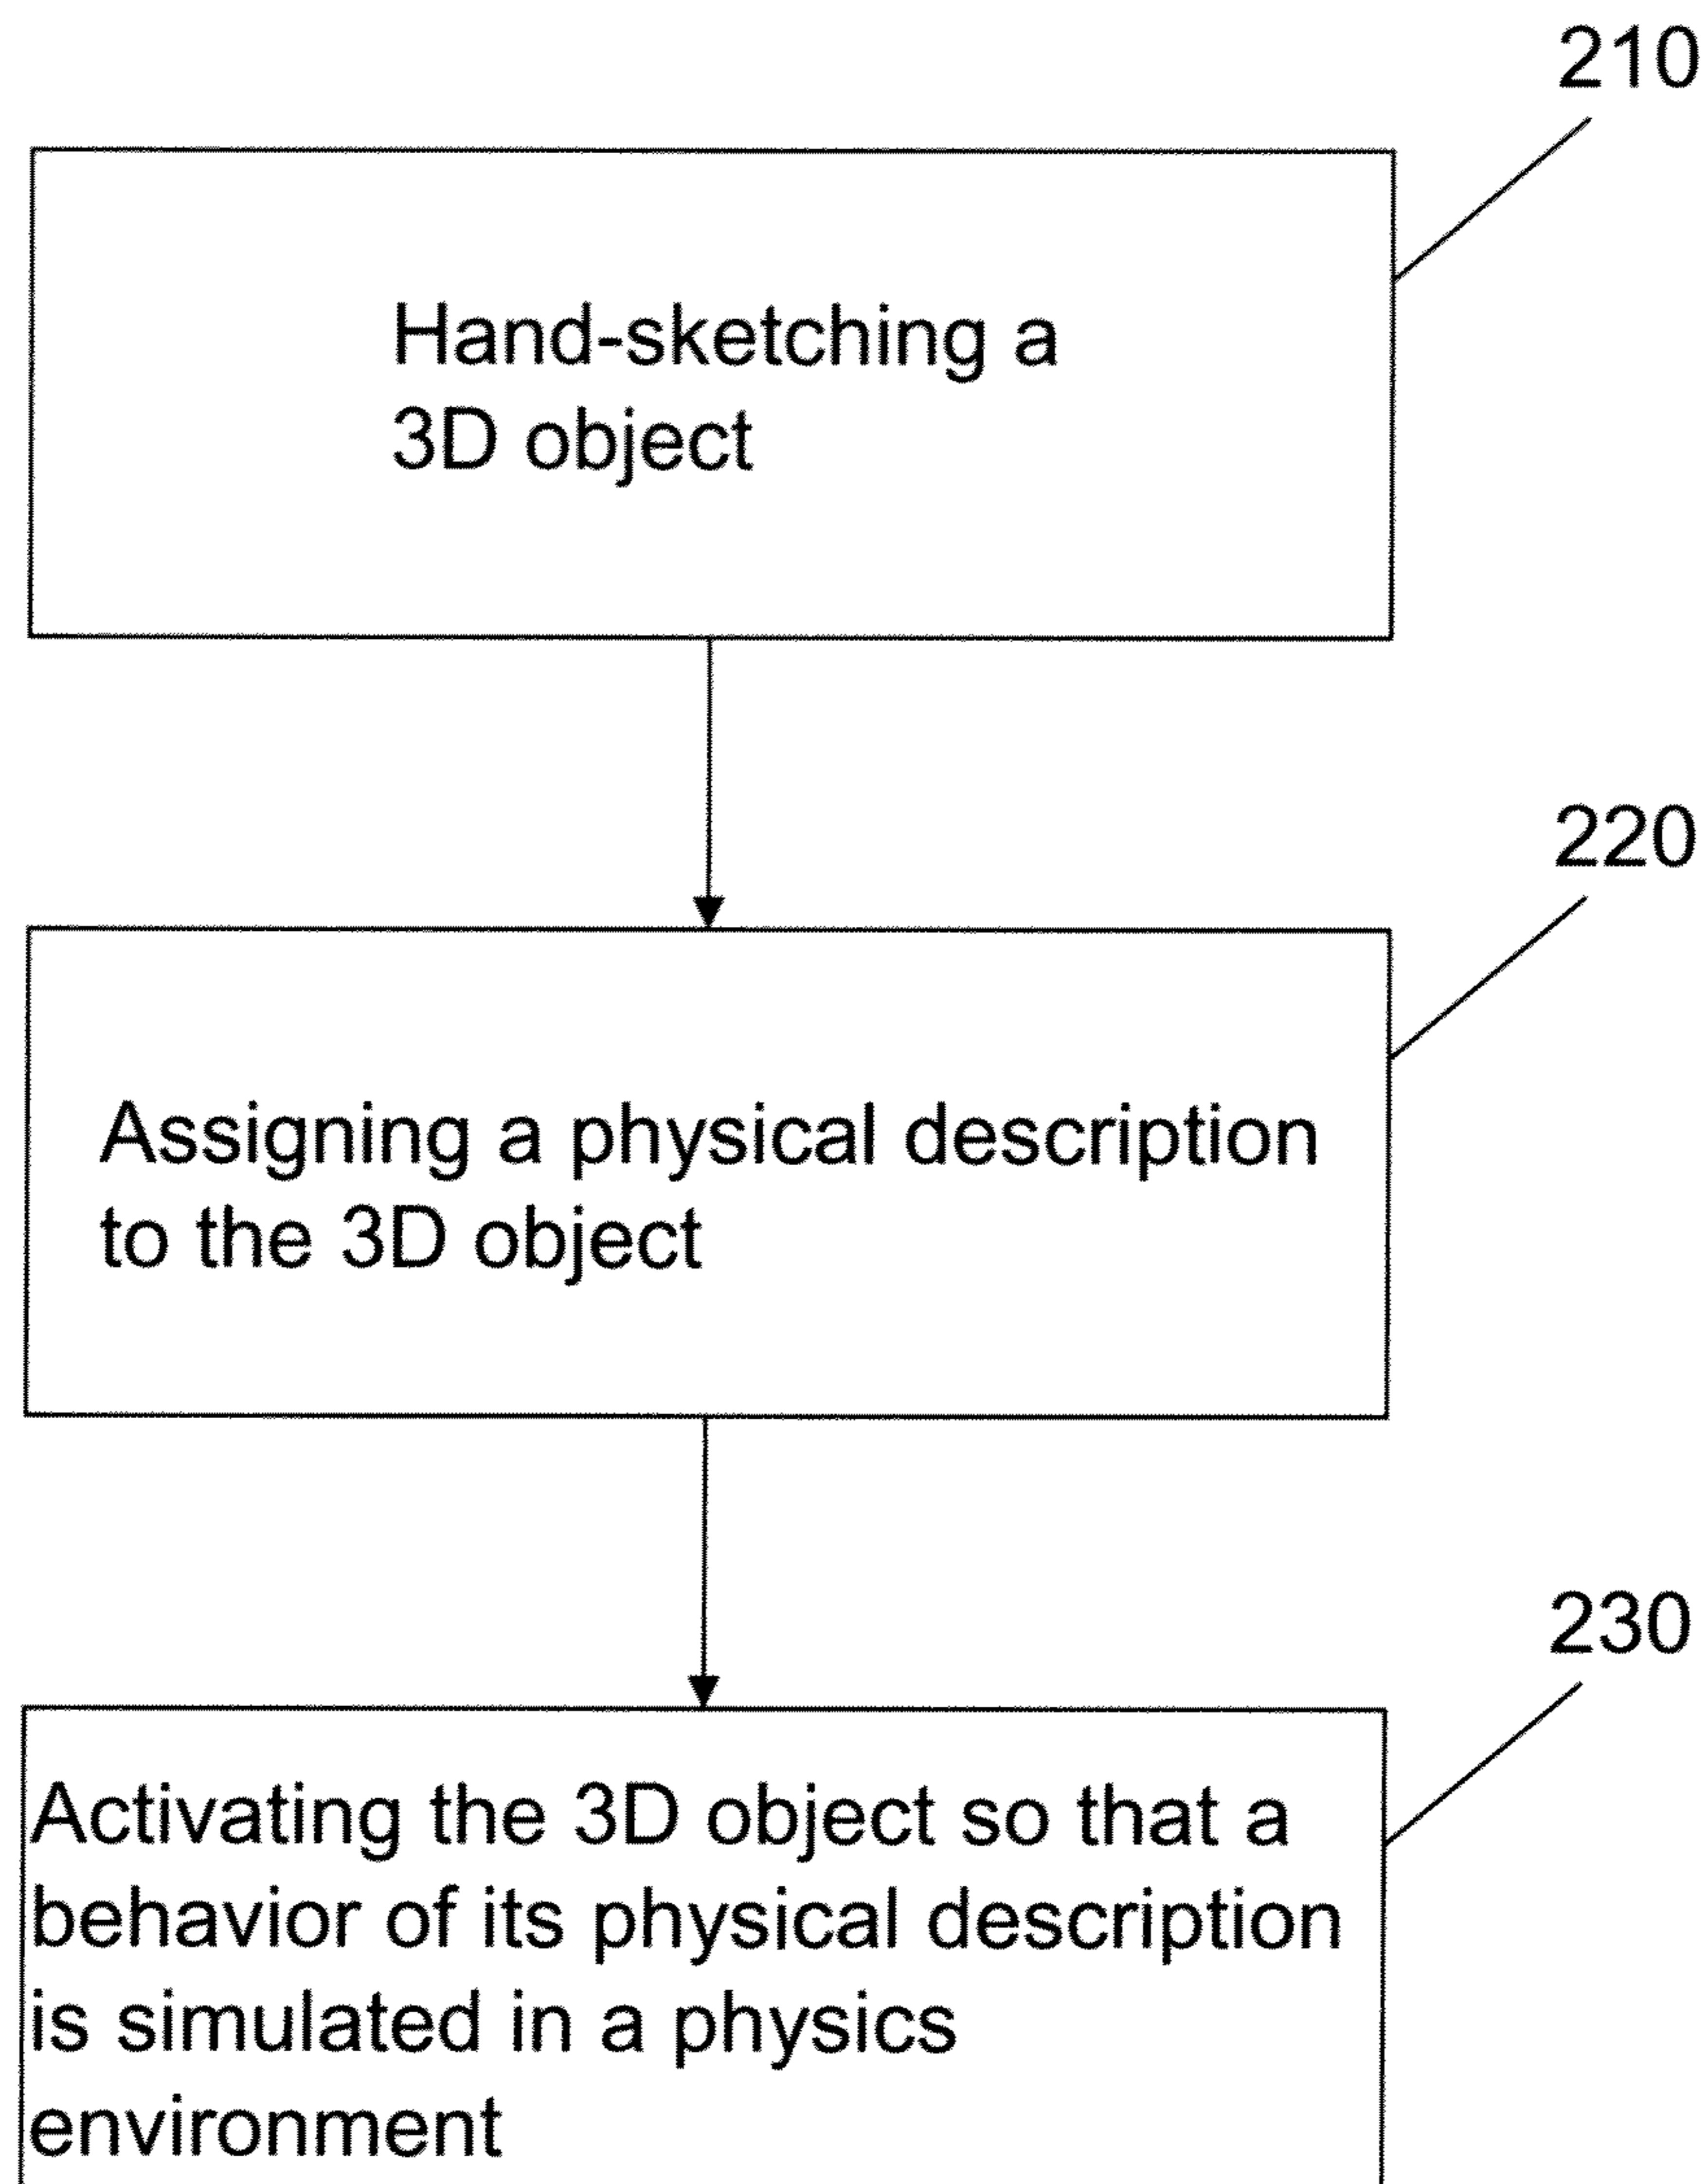 210
Hand-sketching a
3D object
220
Assigning a physical description
to the 3D object
230
Activating the 3D object so that a
behavior of its physical description
is simulated in a physics
environment